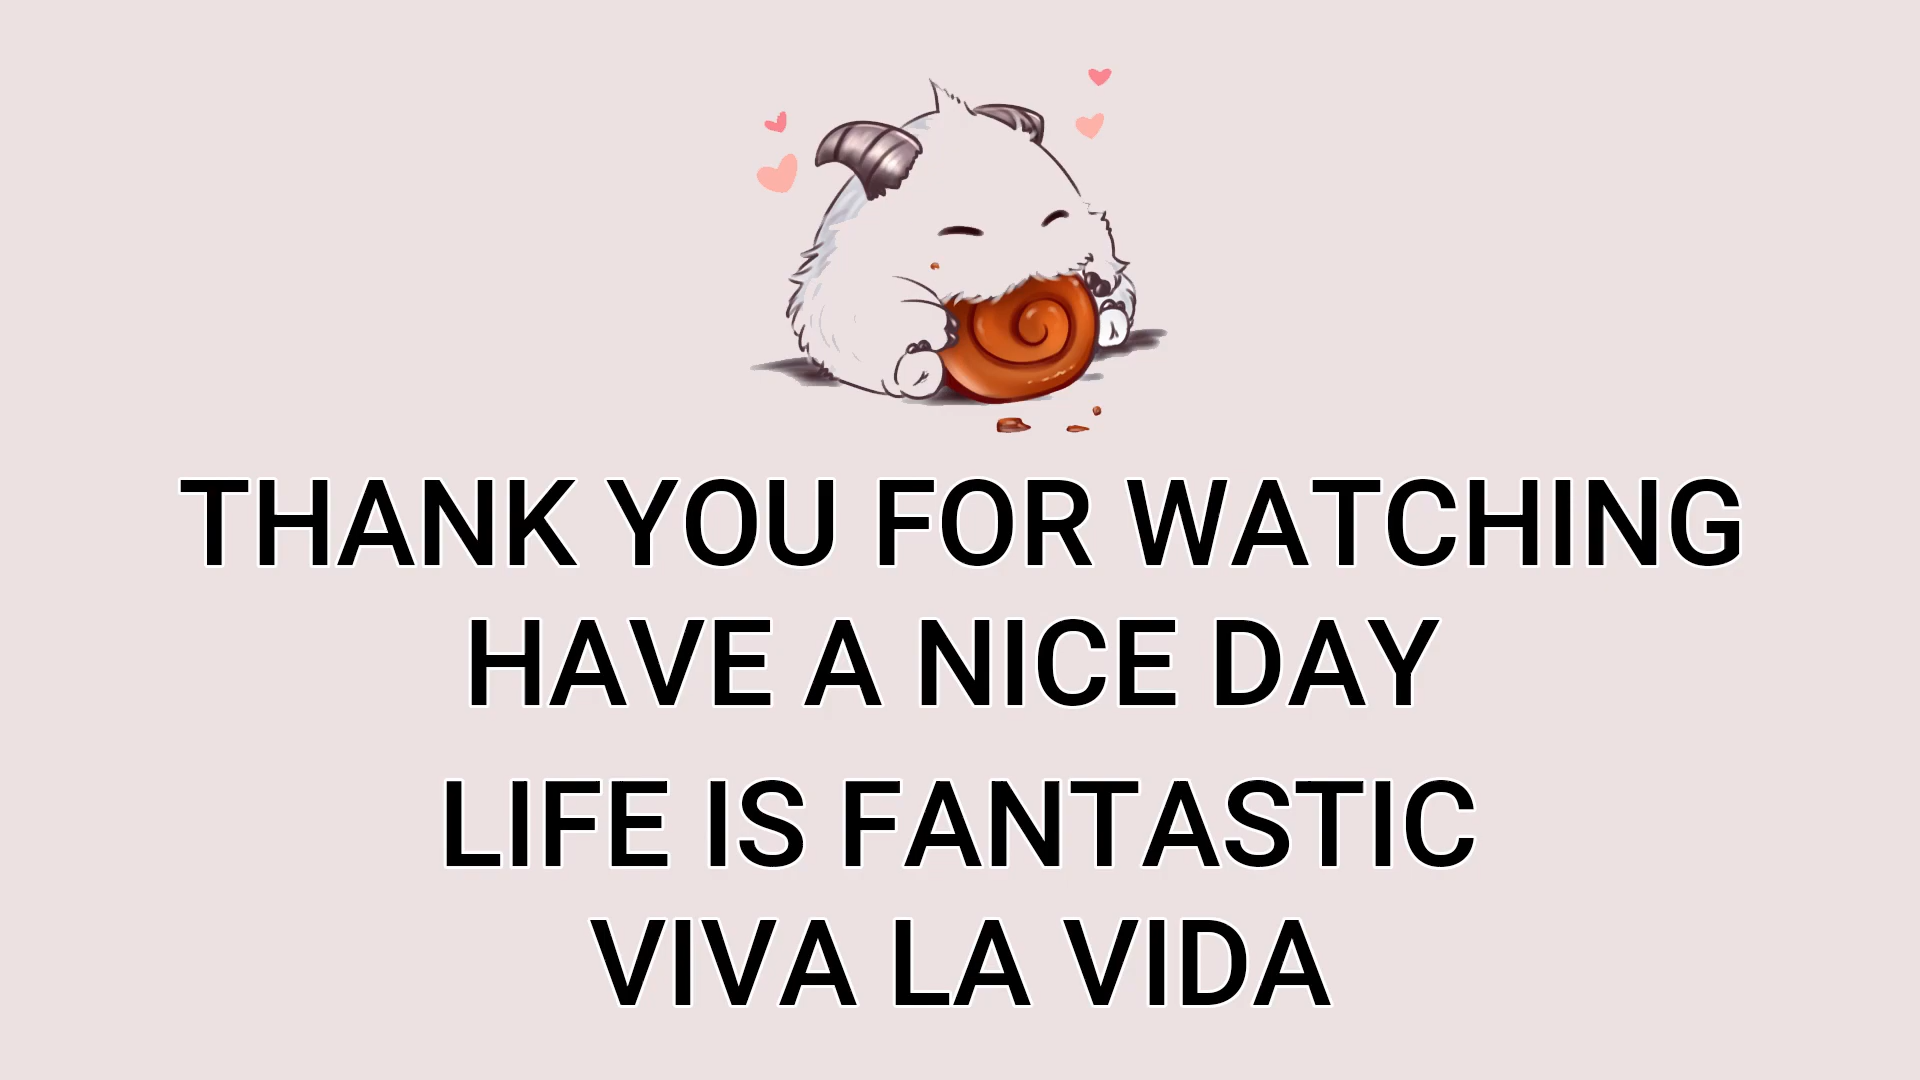 THANK YOU FOR WATCHING
HAVE A NICE DAY
LIFE IS FANTASTIC
VIVA LA VIDA